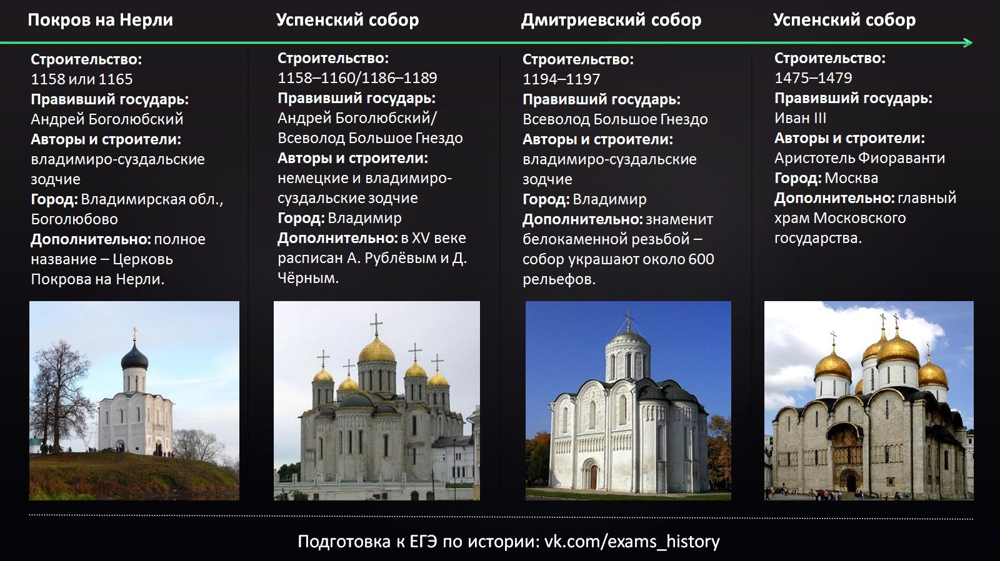 Покров на Нерли
Успенский собор
Дмитриевский собор
Успенский собор
Строительство:
1158 или 1165
Правивший государь:
Андрей Боголюбский
Авторы и строители:
владимиро-суздальские
зодчие
Город: Владимирская обл.,
Боголюбово
Дополнительно: полное
название – Церковь
Покрова на Нерли.
Строительство:
1158–1160/1186–1189
Правивший государь:
Андрей Боголюбский/
Всеволод Большое Гнездо
Авторы и строители:
немецкие и владимиро-
суздальские зодчие
Город: Владимир
Дополнительно: в XV веке
расписан А. Рублёвым и Д.
Чёрным.
Строительство:
1194–1197
Правивший государь:
Всеволод Большое Гнездо
Авторы и строители:
владимиро-суздальские
зодчие
Город: Владимир
Дополнительно: знаменит
белокаменной резьбой –
собор украшают около 600
рельефов.
Строительство:
1475–1479
Правивший государь:
Иван III
Авторы и строители:
Аристотель Фиораванти
Город: Москва
Дополнительно: главный
храм Московского
государства.
Подготовка к ЕГЭ по истории: vk.com/exams_history